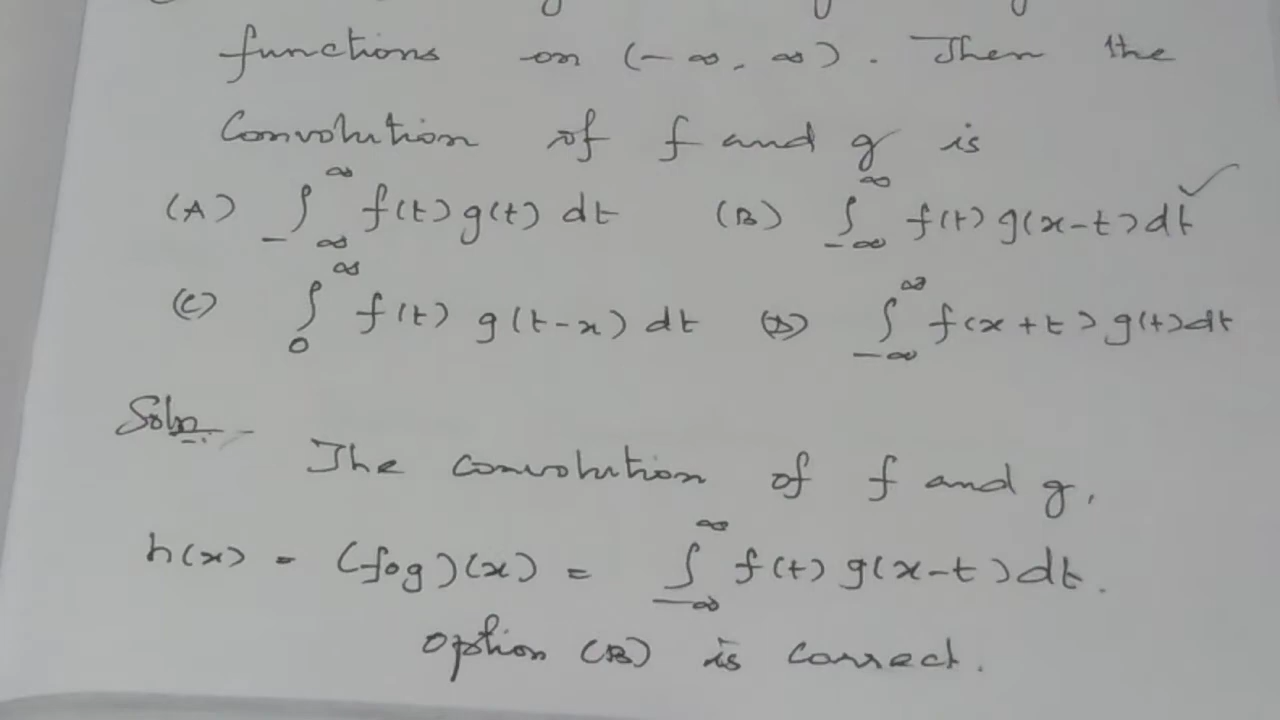 functions on (-∞, ∞). Then the
Convolution of f and g is
(A) ∫_{-∞}^{∞} f(t) g(t) dt (B) ∫_{-∞}^{∞} f(t) g(x-t) dt ✓
(C) ∫_{0}^{∞} f(t) g(t-x) dt (D) ∫_{-∞}^{∞} f(x+t) g(t) dt
Soln.-
The convolution of f and g,
h(x) = (fog)(x) = ∫_{-∞}^{∞} f(t) g(x-t) dt.
option (B) is correct.